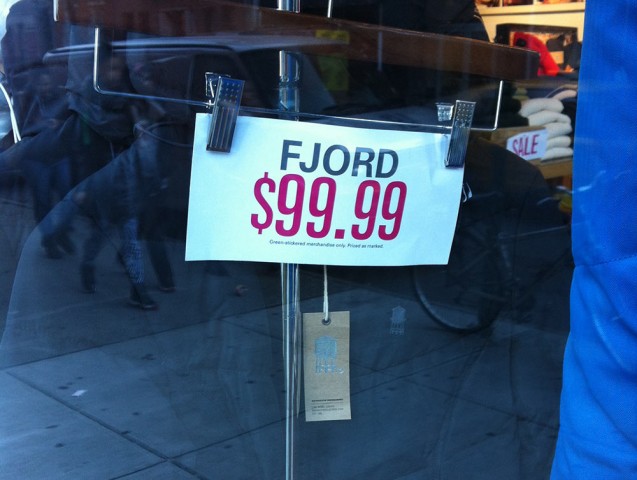 FJORD
$99.99
Green-stickered merchandise only. Priced as marked.
SALE